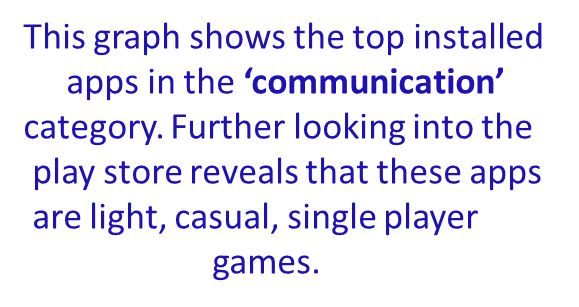 This graph shows the top installed
apps in the ‘communication’
category. Further looking into the
play store reveals that these apps
are light, casual, single player
games.